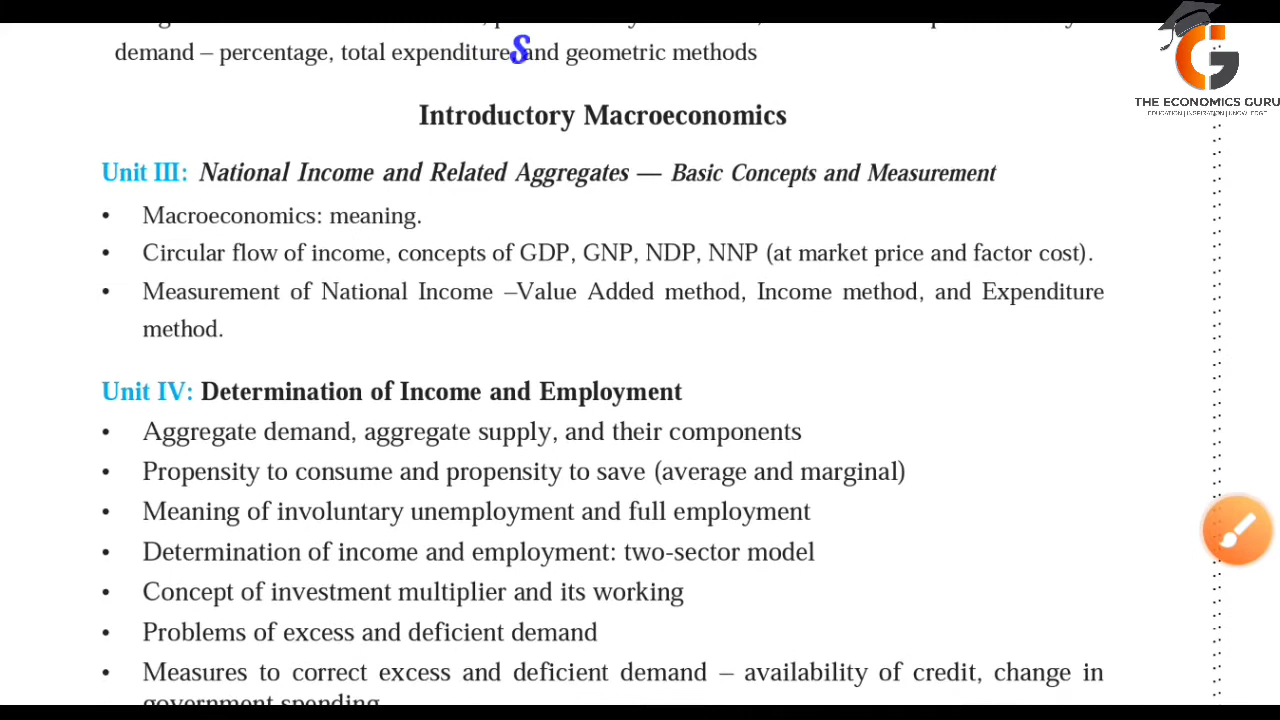 demand – percentage, total expenditure and geometric methods
THE ECONOMICS GURU
EDUCATION | INSPIRATION | KNOWLEDGE
Introductory Macroeconomics
Unit III: National Income and Related Aggregates — Basic Concepts and Measurement
• Macroeconomics: meaning.
• Circular flow of income, concepts of GDP, GNP, NDP, NNP (at market price and factor cost).
• Measurement of National Income –Value Added method, Income method, and Expenditure
method.
Unit IV: Determination of Income and Employment
• Aggregate demand, aggregate supply, and their components
• Propensity to consume and propensity to save (average and marginal)
• Meaning of involuntary unemployment and full employment
• Determination of income and employment: two-sector model
• Concept of investment multiplier and its working
• Problems of excess and deficient demand
• Measures to correct excess and deficient demand – availability of credit, change in
government spending